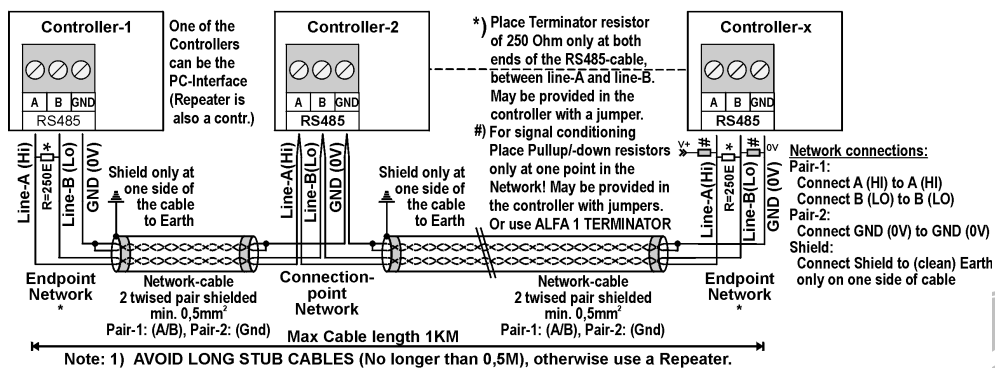 Controller-1
A B GND
RS485
One of the
Controllers
can be the
PC-Interface
(Repeater is
also a contr.)
Controller-2
A B GND
RS485
*) Place Terminator resistor
of 250 Ohm only at both
ends of the RS485-cable,
between line-A and line-B.
May be provided in the
controller with a jumper.
#) For signal conditioning
Place Pullup/-down resistors
only at one point in the
Network! May be provided in
the controller with jumpers.
Or use ALFA 1 TERMINATOR
Controller-x
A B GND
RS485
Line-A (Hi)
R=250E *
Line-B (Lo)
GND (0V)
Shield only at
one side of
the cable
to Earth
Line-A(Hi)
Line-B(Lo)
GND (0V)
Shield only at
one side of
the cable
to Earth
V+ # * # 0V
Line-A(Hi)
R=250E
Line-B(Lo)
GND (0V)
Network connections:
Pair-1:
Connect A (HI) to A (HI)
Connect B (LO) to B (LO)
Pair-2:
Connect GND (0V) to GND (0V)
Shield:
Connect Shield to (clean) Earth
only on one side of cable
Endpoint
Network
*
Network-cable
2 twised pair shielded
min. 0,5mm²
Pair-1: (A/B), Pair-2: (Gnd)
Connection-
point
Network
Network-cable
2 twised pair shielded
min. 0,5mm²
Pair-1: (A/B), Pair-2: (Gnd)
Endpoint
Network
*
Max Cable length 1KM
Note: 1) AVOID LONG STUB CABLES (No longer than 0,5M), otherwise use a Repeater.